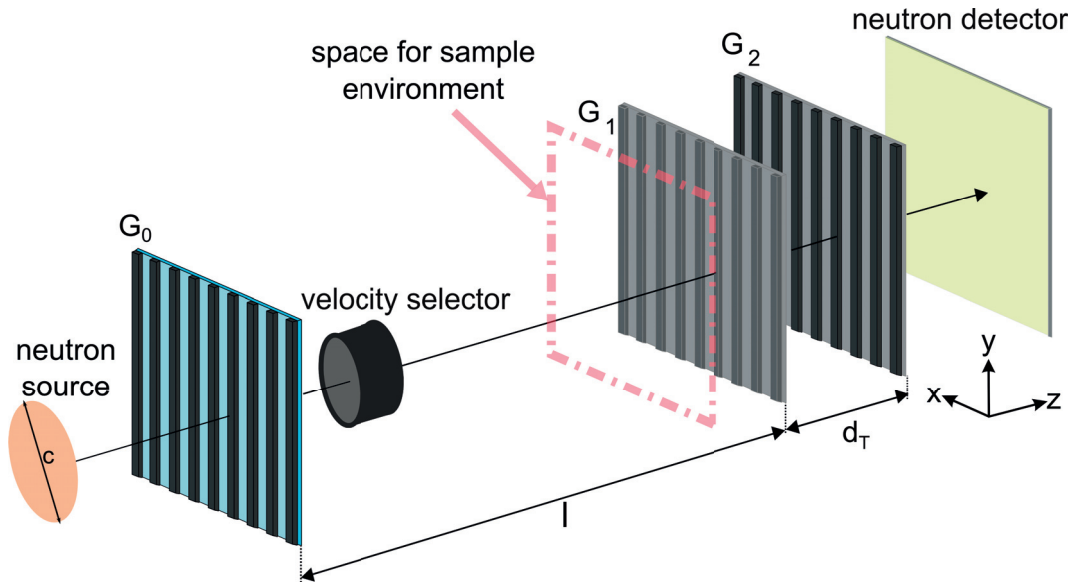 neutron detector
space for sample
environment
G2
G1
G0
velocity selector
neutron
source
c
y
x
z
dT
l